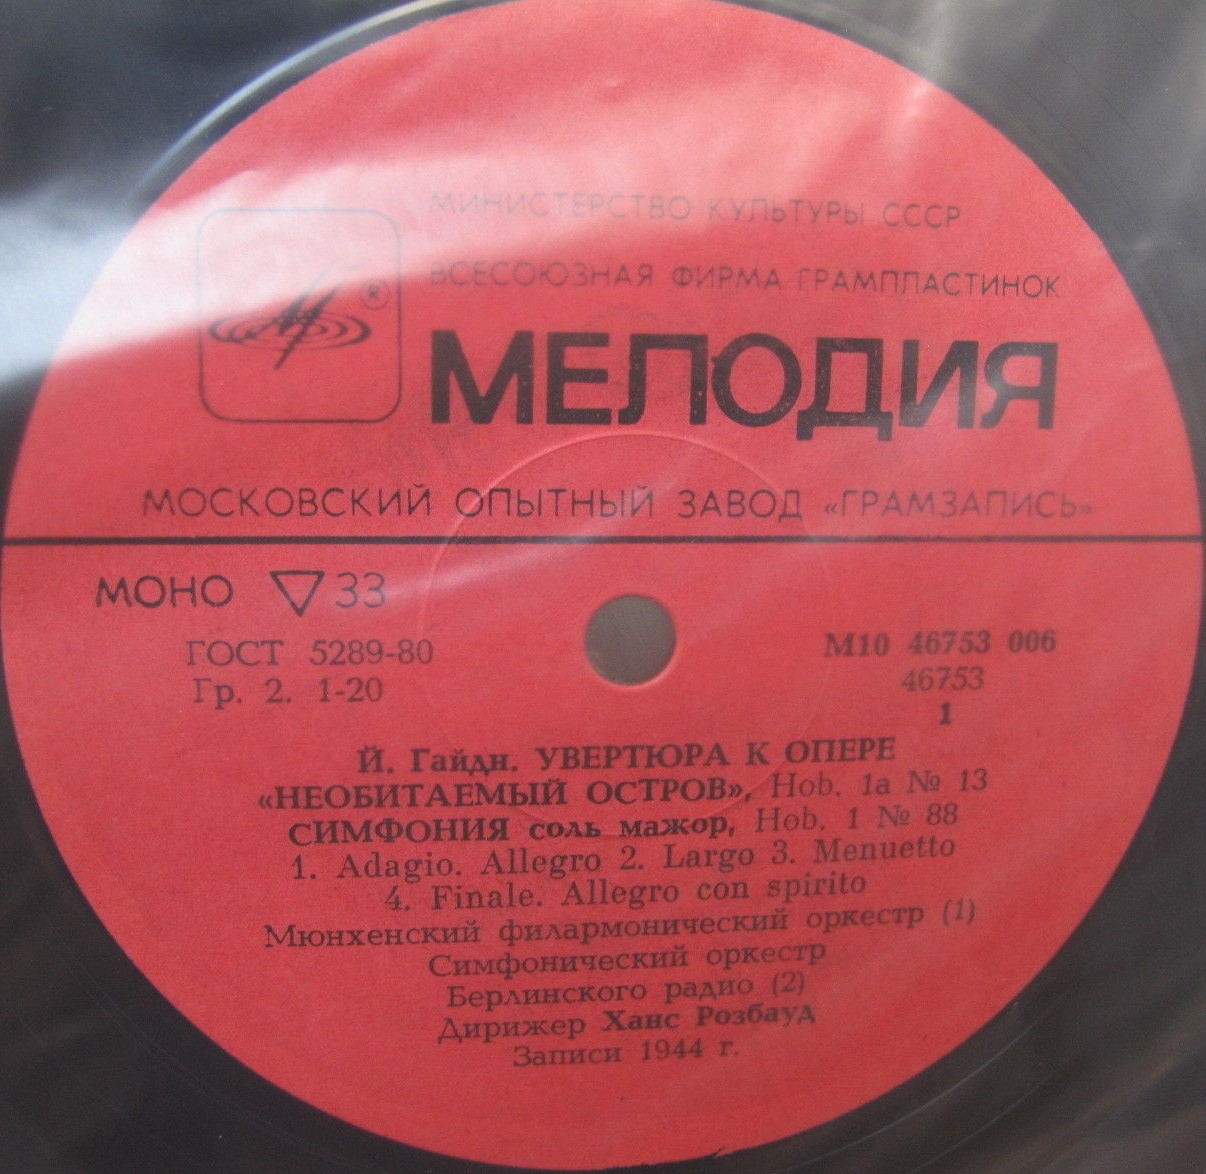 МИНИСТЕРСТВО КУЛЬТУРЫ СССР
ВСЕСОЮЗНАЯ ФИРМА ГРАМПЛАСТИНОК
®
МЕЛОДИЯ
МОСКОВСКИЙ ОПЫТНЫЙ ЗАВОД «ГРАМЗАПИСЬ»
МОНО ▽ 33
ГОСТ 5289-80
Гр. 2. 1-20
М10 46753 006
46753
1
Й. Гайдн. УВЕРТЮРА К ОПЕРЕ
«НЕОБИТАЕМЫЙ ОСТРОВ», Hob. 1a № 13
СИМФОНИЯ соль мажор, Hob. 1 № 88
1. Adagio. Allegro 2. Largo 3. Menuetto
4. Finale. Allegro con spirito
Мюнхенский филармонический оркестр (1)
Симфонический оркестр
Берлинского радио (2)
Дирижер Ханс Розбауд
Записи 1944 г.